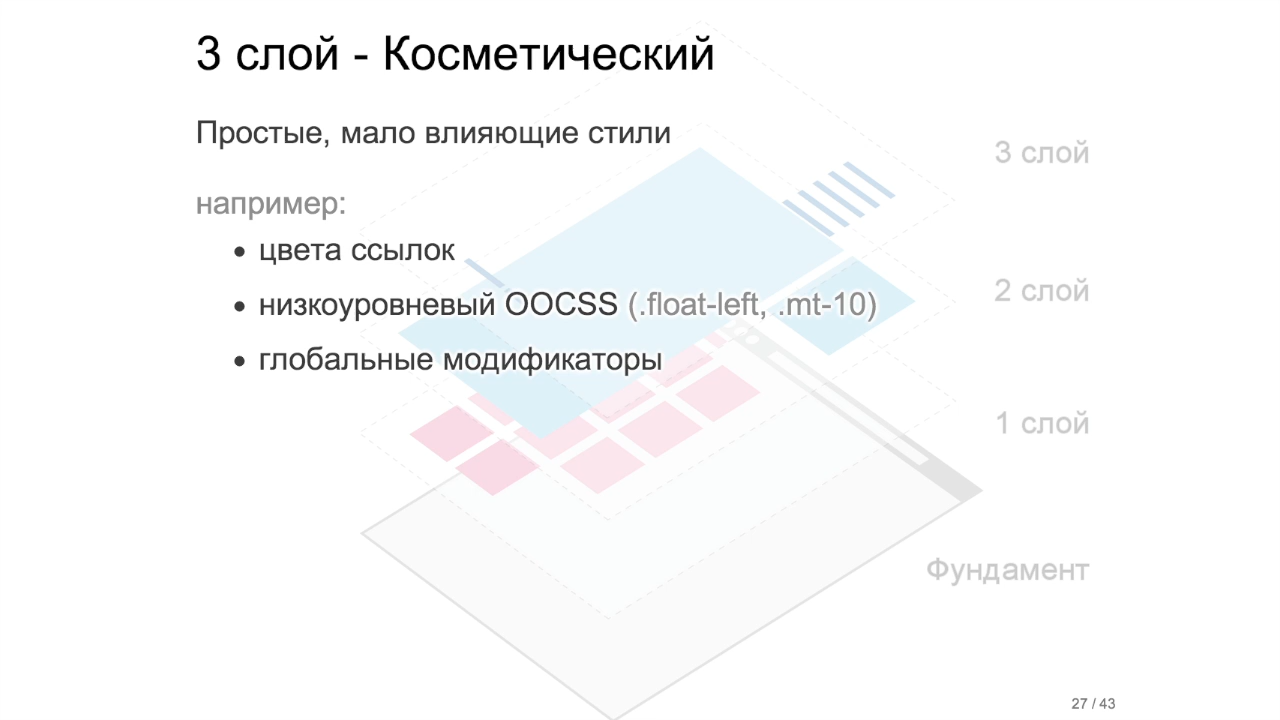 3 слой - Косметический
Простые, мало влияющие стили
3 слой
например:
цвета ссылок
2 слой
низкоуровневый OOCSS (.float-left, .mt-10)
глобальные модификаторы
1 слой
Фундамент
27 / 43